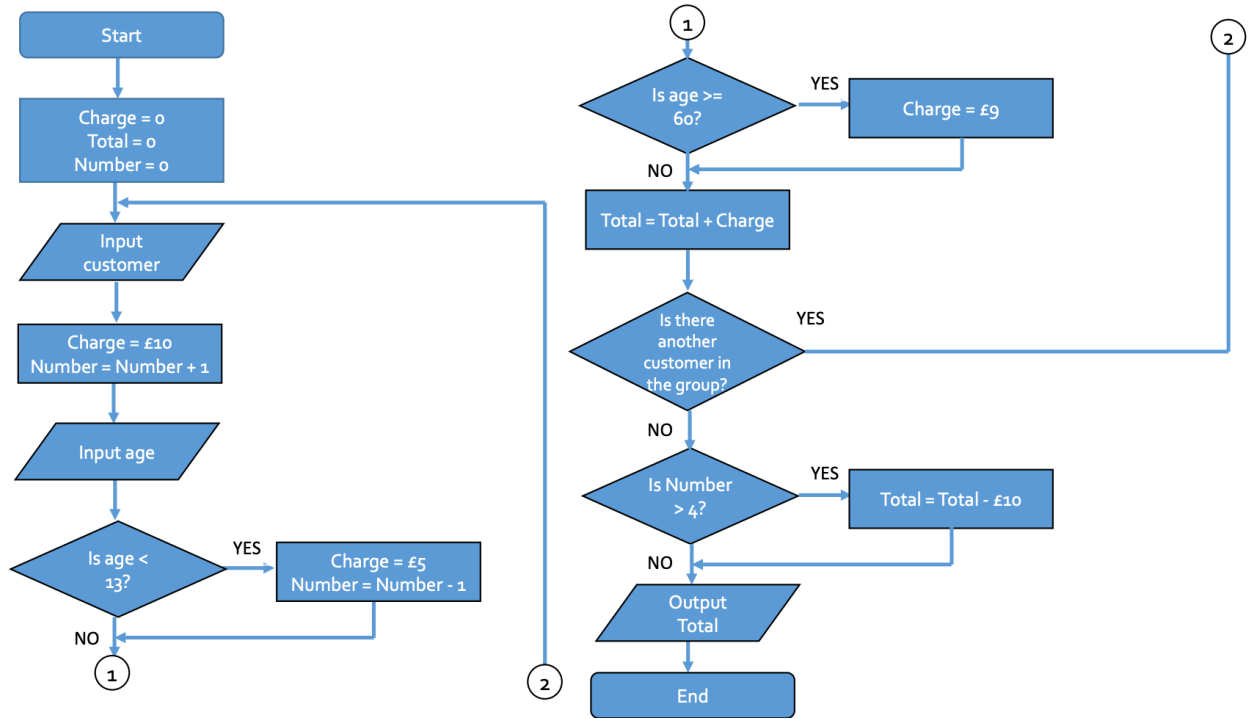 Start
Charge = 0
Total = 0
Number = 0
Input
customer
Charge = £10
Number = Number + 1
Input age
Is age <
13?
YES
Charge = £5
Number = Number - 1
NO
1
2
1
Is age >=
60?
YES
Charge = £9
NO
Total = Total + Charge
Is there
another
customer in
the group?
YES
2
NO
Is Number
> 4?
YES
Total = Total - £10
NO
Output
Total
End